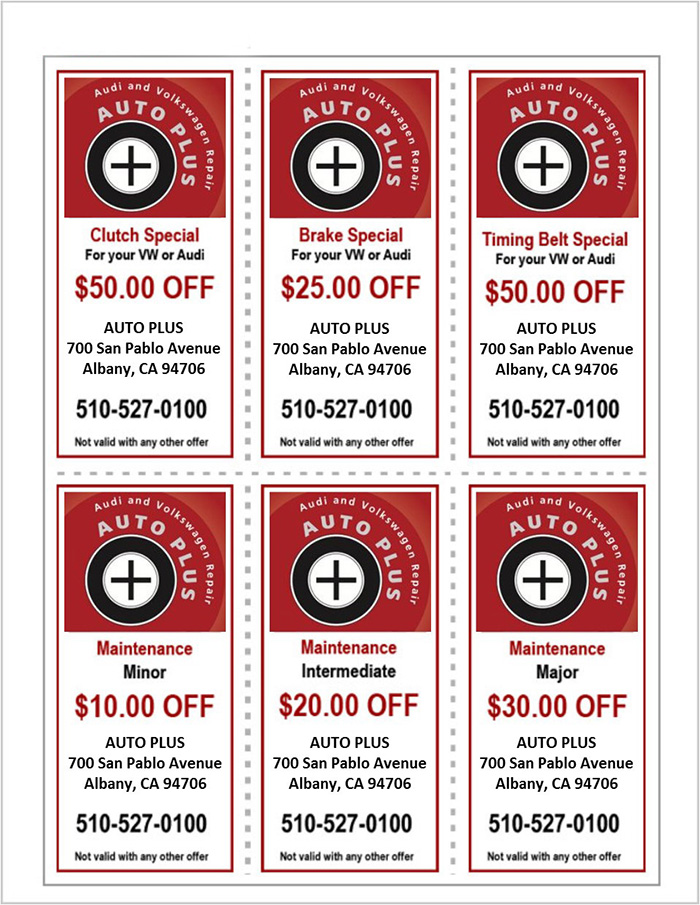 Audi and Volkswagen Repair
AUTO PLUS
Clutch Special
For your VW or Audi
$50.00 OFF
AUTO PLUS
700 San Pablo Avenue
Albany, CA 94706
510-527-0100
Not valid with any other offer
Audi and Volkswagen Repair
AUTO PLUS
Brake Special
For your VW or Audi
$25.00 OFF
AUTO PLUS
700 San Pablo Avenue
Albany, CA 94706
510-527-0100
Not valid with any other offer
Audi and Volkswagen Repair
AUTO PLUS
Timing Belt Special
For your VW or Audi
$50.00 OFF
AUTO PLUS
700 San Pablo Avenue
Albany, CA 94706
510-527-0100
Not valid with any other offer
Audi and Volkswagen Repair
AUTO PLUS
Maintenance
Minor
$10.00 OFF
AUTO PLUS
700 San Pablo Avenue
Albany, CA 94706
510-527-0100
Not valid with any other offer
Audi and Volkswagen Repair
AUTO PLUS
Maintenance
Intermediate
$20.00 OFF
AUTO PLUS
700 San Pablo Avenue
Albany, CA 94706
510-527-0100
Not valid with any other offer
Audi and Volkswagen Repair
AUTO PLUS
Maintenance
Major
$30.00 OFF
AUTO PLUS
700 San Pablo Avenue
Albany, CA 94706
510-527-0100
Not valid with any other offer